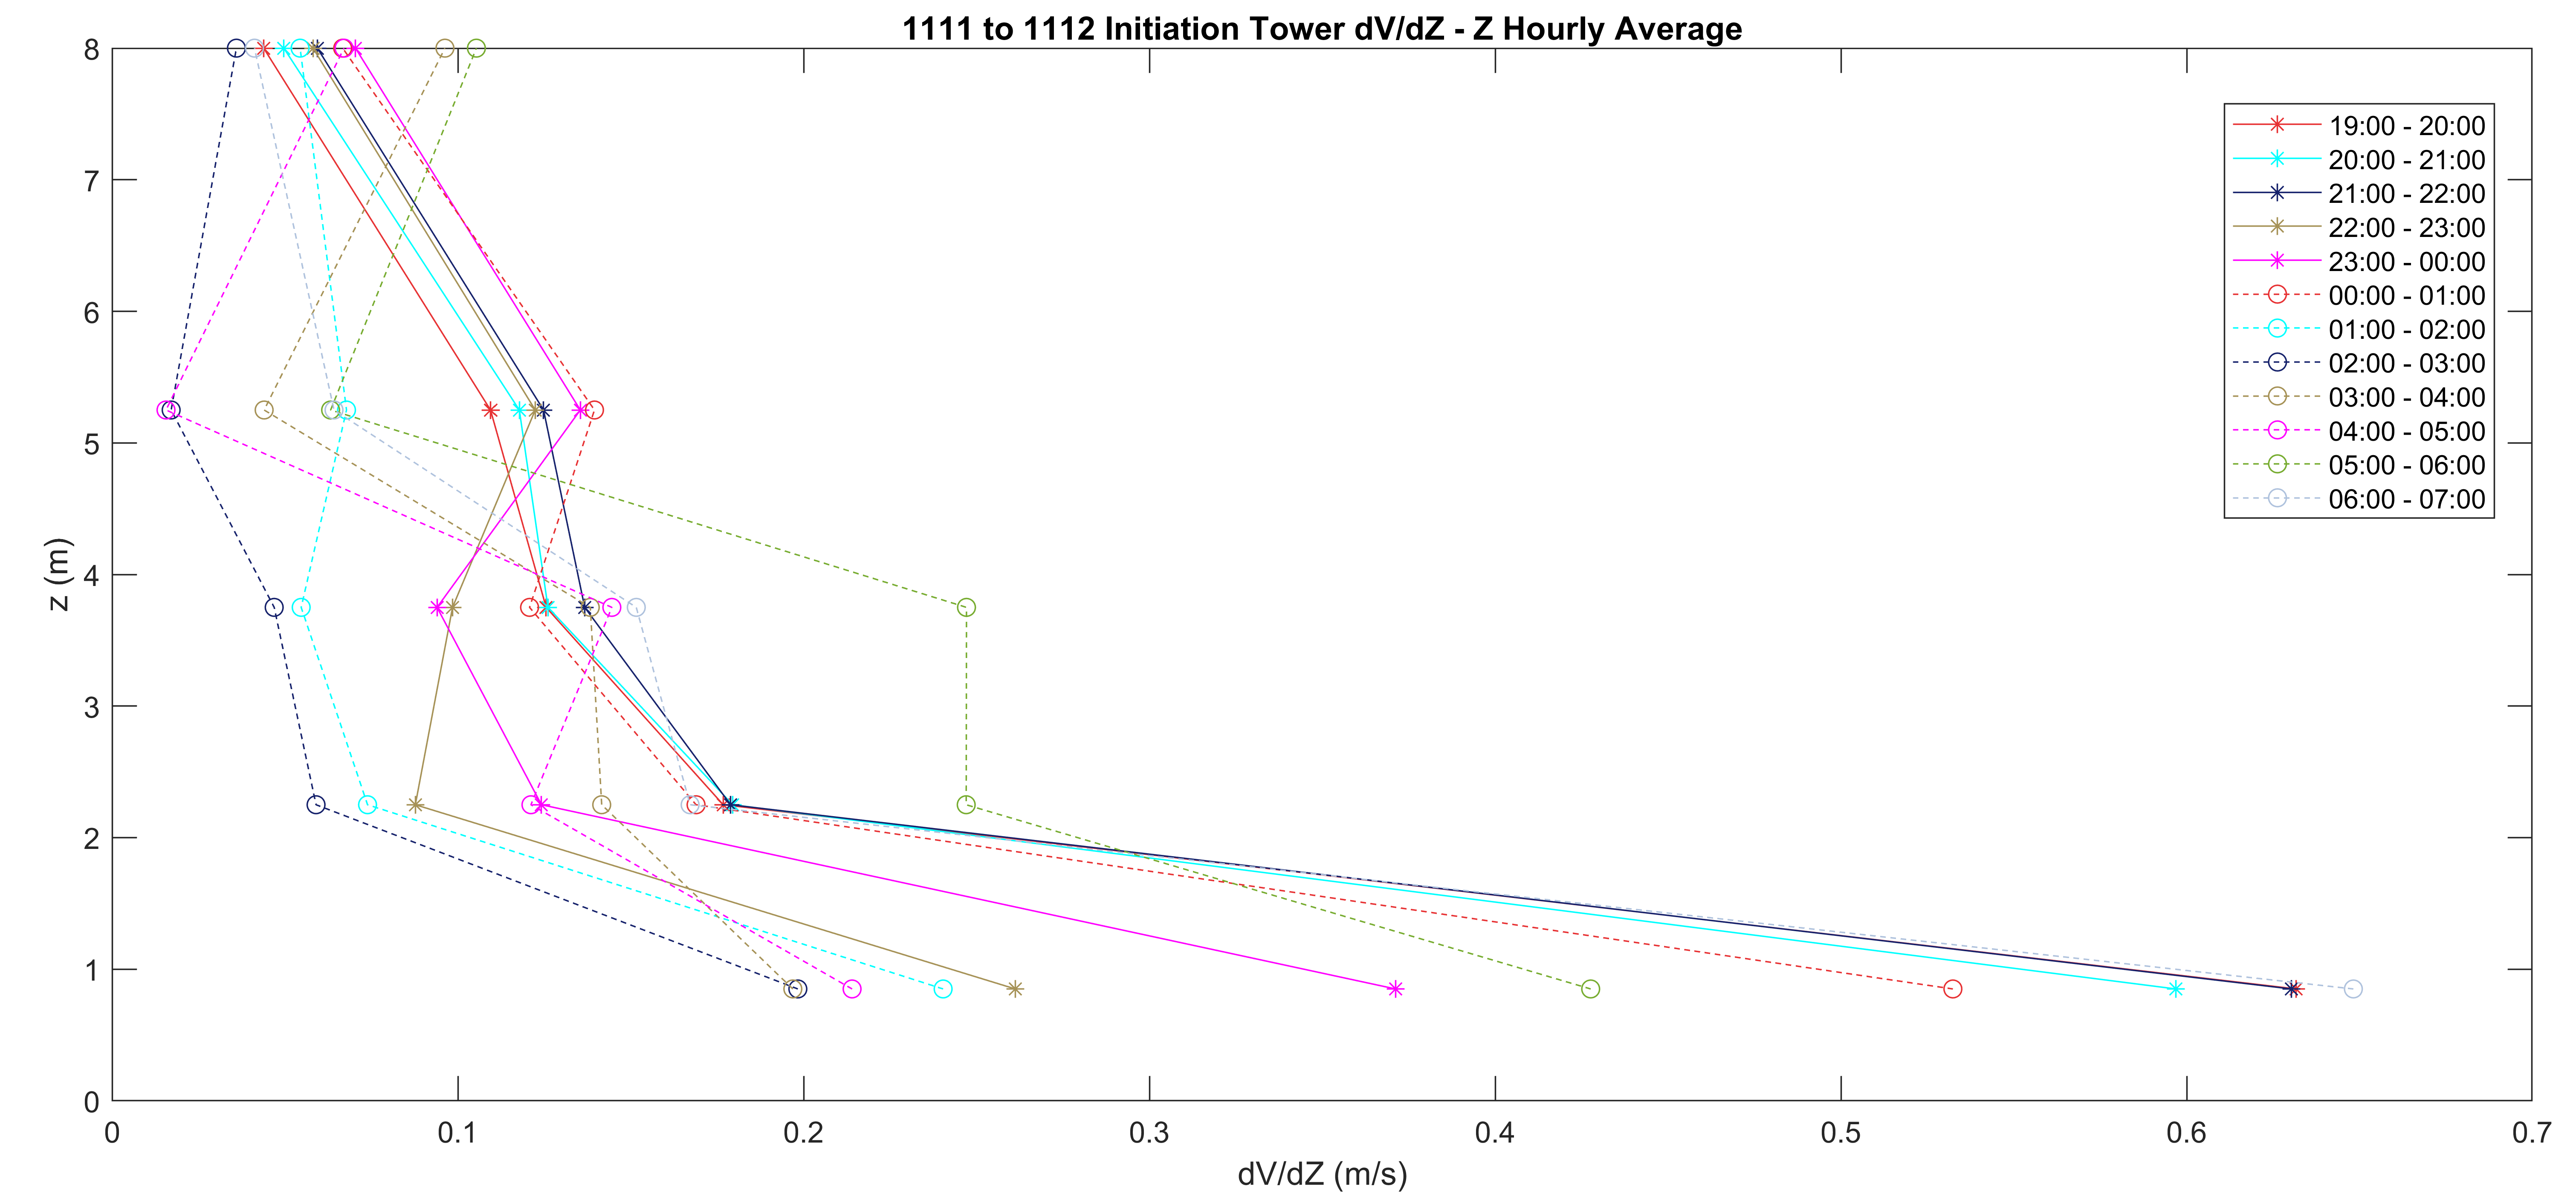 1111 to 1112 Initiation Tower dV/dZ - Z Hourly Average
8
7
6
5
4
3
2
1
0
z (m)
19:00 - 20:00
20:00 - 21:00
21:00 - 22:00
22:00 - 23:00
23:00 - 00:00
00:00 - 01:00
01:00 - 02:00
02:00 - 03:00
03:00 - 04:00
04:00 - 05:00
05:00 - 06:00
06:00 - 07:00
0 0.1 0.2 0.3 0.4 0.5 0.6 0.7
dV/dZ (m/s)